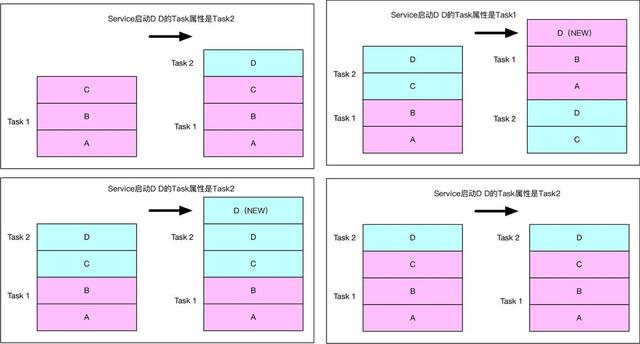 Service启动D D的Task属性是Task2
Task 2
D
C
C
Task 1
B
Task 1
B
A
A
Service启动D D的Task属性是Task1
D（NEW）
D
Task 1
B
Task 2
C
A
Task 1
B
Task 2
D
A
C
Service启动D D的Task属性是Task2
D（NEW）
Task 2
D
Task 2
D
C
C
Task 1
B
Task 1
B
A
A
Service启动D D的Task属性是Task2
Task 2
D
Task 2
D
C
C
Task 1
B
Task 1
B
A
A